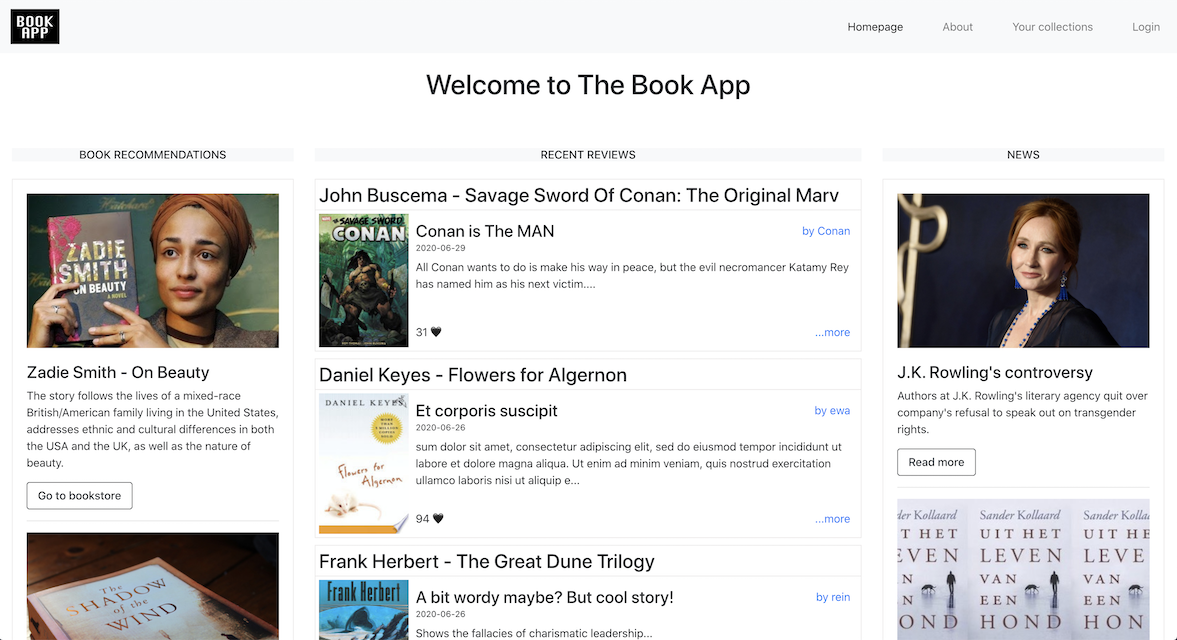 BOOK
APP
Homepage
About
Your collections
Login
Welcome to The Book App
BOOK RECOMMENDATIONS
ZADIE
SMITH
ON BEAUTY
A NOVEL
Zadie Smith - On Beauty
The story follows the lives of a mixed-race
British/American family living in the United States,
addresses ethnic and cultural differences in both
the USA and the UK, as well as the nature of
beauty.
Go to bookstore
The
SHADOW
of the
WIND
RECENT REVIEWS
John Buscema - Savage Sword Of Conan: The Original Marv
SAVAGE SWORD
CONAN
Conan is The MAN
by Conan
2020-06-29
All Conan wants to do is make his way in peace, but the evil necromancer Katamy Rey
has named him as his next victim....
31 🖤
...more
Daniel Keyes - Flowers for Algernon
DANIEL KEYES
Flowers for
Algernon
Et corporis suscipit
by ewa
2020-06-26
sum dolor sit amet, consectetur adipiscing elit, sed do eiusmod tempor incididunt ut
labore et dolore magna aliqua. Ut enim ad minim veniam, quis nostrud exercitation
ullamco laboris nisi ut aliquip e...
94 🖤
...more
Frank Herbert - The Great Dune Trilogy
Frank Herbert
A bit wordy maybe? But cool story!
by rein
2020-06-26
Shows the fallacies of charismatic leadership...
NEWS
J.K. Rowling's controversy
Authors at J.K. Rowling's literary agency quit over
company's refusal to speak out on transgender
rights.
Read more
der Kollaard Sander Kollaard Sander Kolla
T HET UIT HET UIT HE
EVEN LEVEN LEVE
N VAN VAN
EEN EEN
OND HOND HON